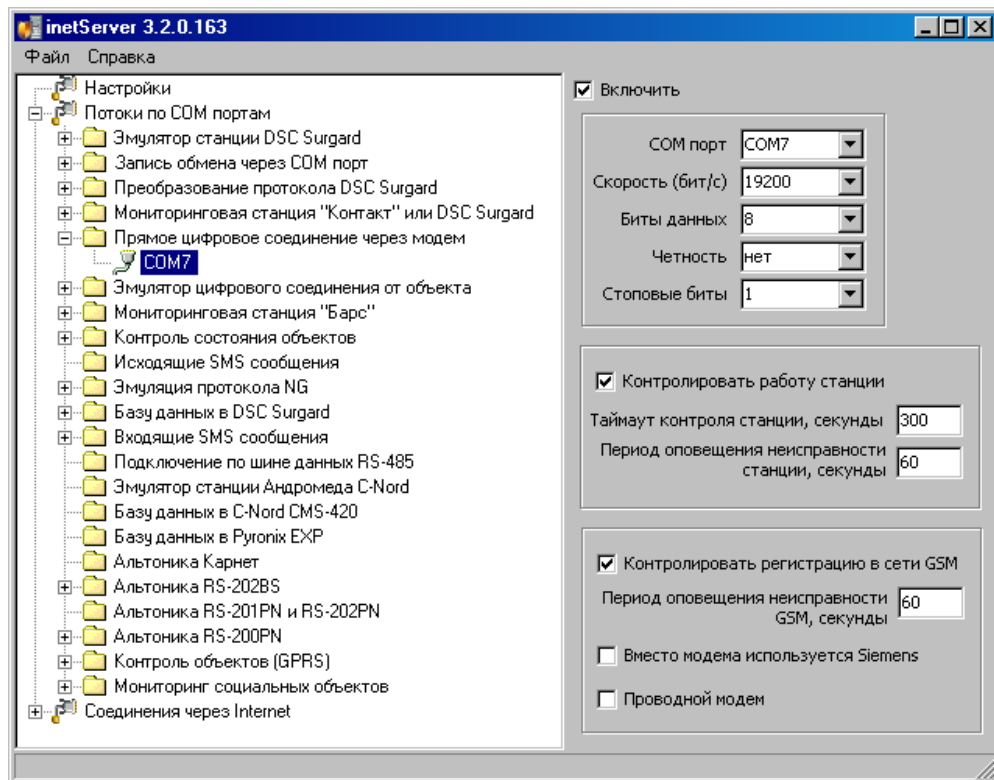 inetServer 3.2.0.163
Файл Справка
Настройки
Потоки по COM портам
Эмулятор станции DSC Surgard
Запись обмена через COM порт
Преобразование протокола DSC Surgard
Мониторинговая станция "Контакт" или DSC Surgard
Прямое цифровое соединение через модем
COM7
Эмулятор цифрового соединения от объекта
Мониторинговая станция "Барс"
Контроль состояния объектов
Исходящие SMS сообщения
Эмуляция протокола NG
Базу данных в DSC Surgard
Входящие SMS сообщения
Подключение по шине данных RS-485
Эмулятор станции Андромеда C-Nord
Базу данных в C-Nord CMS-420
Базу данных в Pyronix EXP
Альтоника Карнет
Альтоника RS-202BS
Альтоника RS-201PN и RS-202PN
Альтоника RS-200PN
Контроль объектов (GPRS)
Мониторинг социальных объектов
Соединения через Internet
Включить
COM порт COM7
Скорость (бит/с) 19200
Биты данных 8
Четность нет
Стоповые биты 1
Контролировать работу станции
Таймаут контроля станции, секунды 300
Период оповещения неисправности
станции, секунды 60
Контролировать регистрацию в сети GSM
Период оповещения неисправности
GSM, секунды 60
Вместо модема используется Siemens
Проводной модем